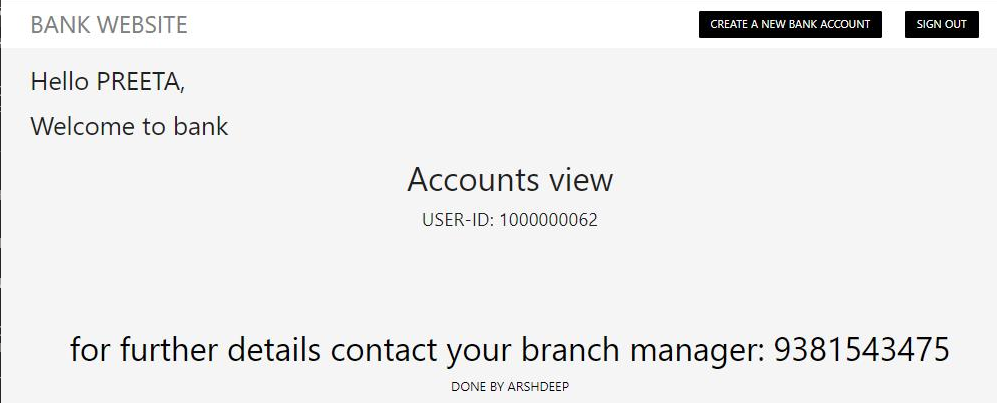 BANK WEBSITE
CREATE A NEW BANK ACCOUNT
SIGN OUT
Hello PREETA,
Welcome to bank
Accounts view
USER-ID: 1000000062
for further details contact your branch manager: 9381543475
DONE BY ARSHDEEP